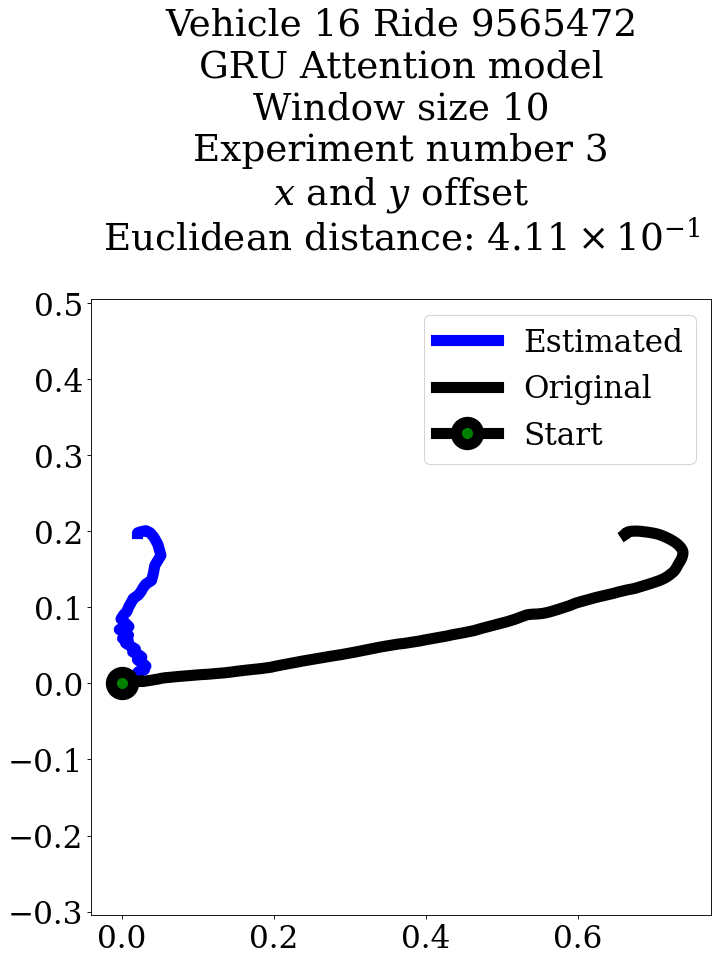 Vehicle 16 Ride 9565472
GRU Attention model
Window size 10
Experiment number 3
x and y offset
Euclidean distance: 4.11 × 10⁻¹
Estimated
Original
Start
0.5
0.4
0.3
0.2
0.1
0.0
−0.1
−0.2
−0.3
0.0 0.2 0.4 0.6